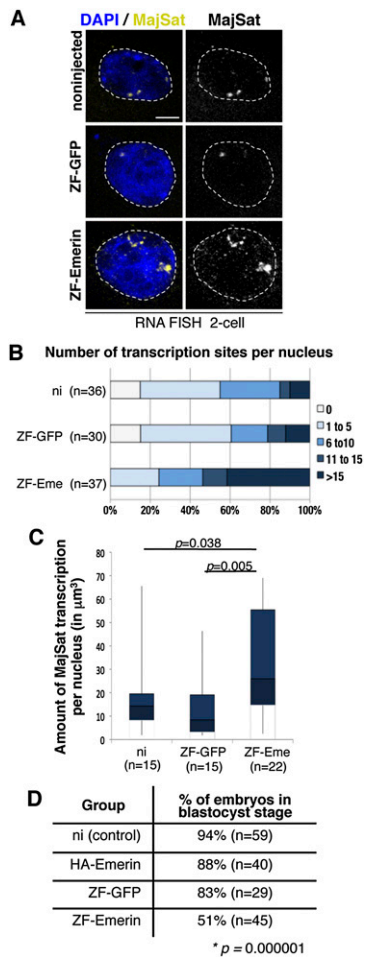 A
DAPI / MajSat MajSat
noninjected
ZF-GFP
ZF-Emerin
RNA FISH 2-cell
B
Number of transcription sites per nucleus
ni (n=36)
ZF-GFP (n=30)
ZF-Eme (n=37)
0% 20% 40% 60% 80% 100%
0
1 to 5
6 to10
11 to 15
>15
C
p=0.038
p=0.005
Amount of MajSat transcription
per nucleus (in µm³)
80
70
60
50
40
30
20
10
0
ni ZF-GFP ZF-Eme
(n=15) (n=15) (n=22)
D
Group % of embryos in
blastocyst stage
ni (control) 94% (n=59)
HA-Emerin 88% (n=40)
ZF-GFP 83% (n=29)
ZF-Emerin 51% (n=45)
* p = 0.000001